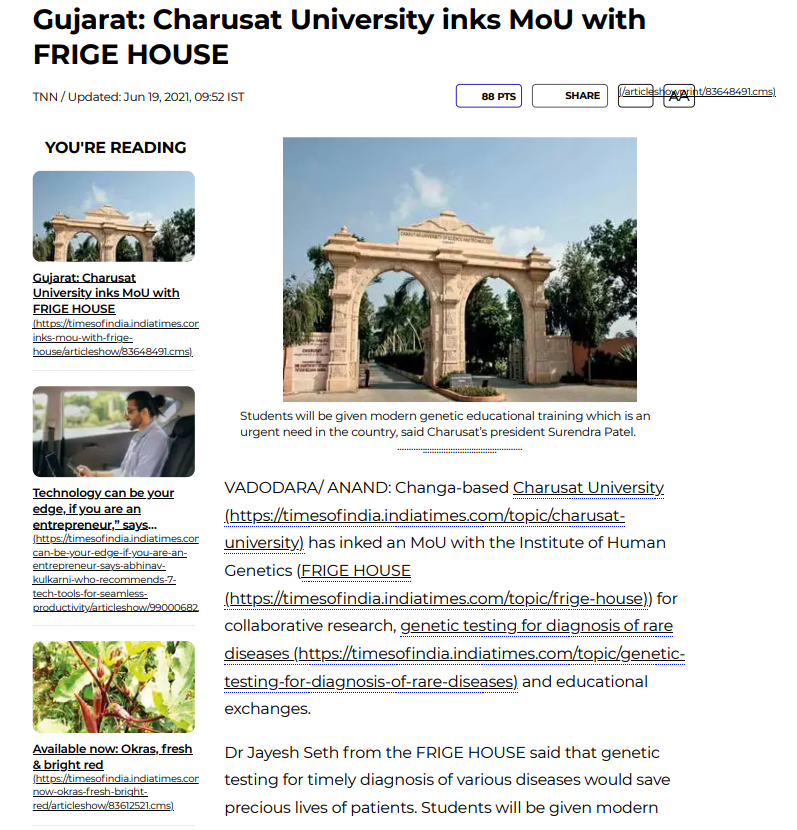 Gujarat: Charusat University inks MoU with
FRIGE HOUSE
TNN / Updated: Jun 19, 2021, 09:52 IST
88 PTS
SHARE
AA
(/articleshowprint/83648491.cms)
YOU'RE READING
Gujarat: Charusat
University inks MoU with
FRIGE HOUSE
(https://timesofindia.indiatimes.com
inks-mou-with-frige-
house/articleshow/83648491.cms)
Technology can be your
edge, if you are an
entrepreneur,” says...
(https://timesofindia.indiatimes.com
can-be-your-edge-if-you-are-an-
entrepreneur-says-abhinav-
kulkarni-who-recommends-7-
tech-tools-for-seamless-
productivity/articleshow/99000682.
Available now: Okras, fresh
& bright red
(https://timesofindia.indiatimes.com
now-okras-fresh-bright-
red/articleshow/83612521.cms)
Students will be given modern genetic educational training which is an
urgent need in the country, said Charusat’s president Surendra Patel.
VADODARA/ ANAND: Changa-based Charusat University
(https://timesofindia.indiatimes.com/topic/charusat-
university) has inked an MoU with the Institute of Human
Genetics (FRIGE HOUSE
(https://timesofindia.indiatimes.com/topic/frige-house)) for
collaborative research, genetic testing for diagnosis of rare
diseases (https://timesofindia.indiatimes.com/topic/genetic-
testing-for-diagnosis-of-rare-diseases) and educational
exchanges.
Dr Jayesh Seth from the FRIGE HOUSE said that genetic
testing for timely diagnosis of various diseases would save
precious lives of patients. Students will be given modern